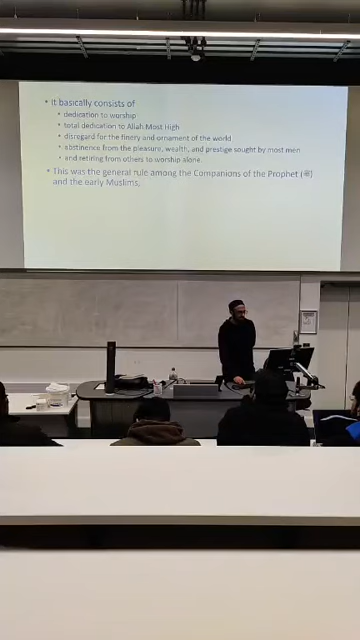 • It basically consists of
• dedication to worship
• total dedication to Allah Most High
• disregard for the finery and ornament of the world
• abstinence from the pleasure, wealth, and prestige sought by most men
• and retiring from others to worship alone.
• This was the general rule among the Companions of the Prophet (ﷺ)
and the early Muslims,